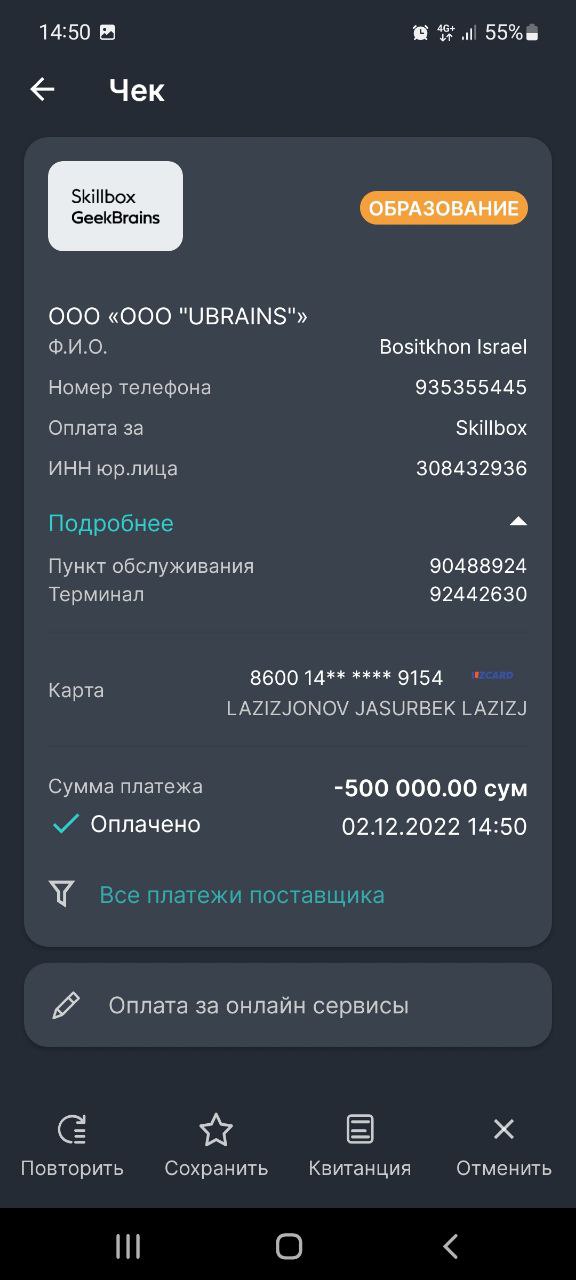 14:50 4G+ 55%
Чек
Skillbox
GeekBrains
ОБРАЗОВАНИЕ
ООО «ООО "UBRAINS"»
Ф.И.О. Bositkhon Israel
Номер телефона 935355445
Оплата за Skillbox
ИНН юр.лица 308432936
Подробнее
Пункт обслуживания 90488924
Терминал 92442630
8600 14** **** 9154 UZCARD
Карта
LAZIZJONOV JASURBEK LAZIZJ
Сумма платежа -500 000.00 сум
Оплачено 02.12.2022 14:50
Все платежи поставщика
Оплата за онлайн сервисы
Повторить Сохранить Квитанция Отменить